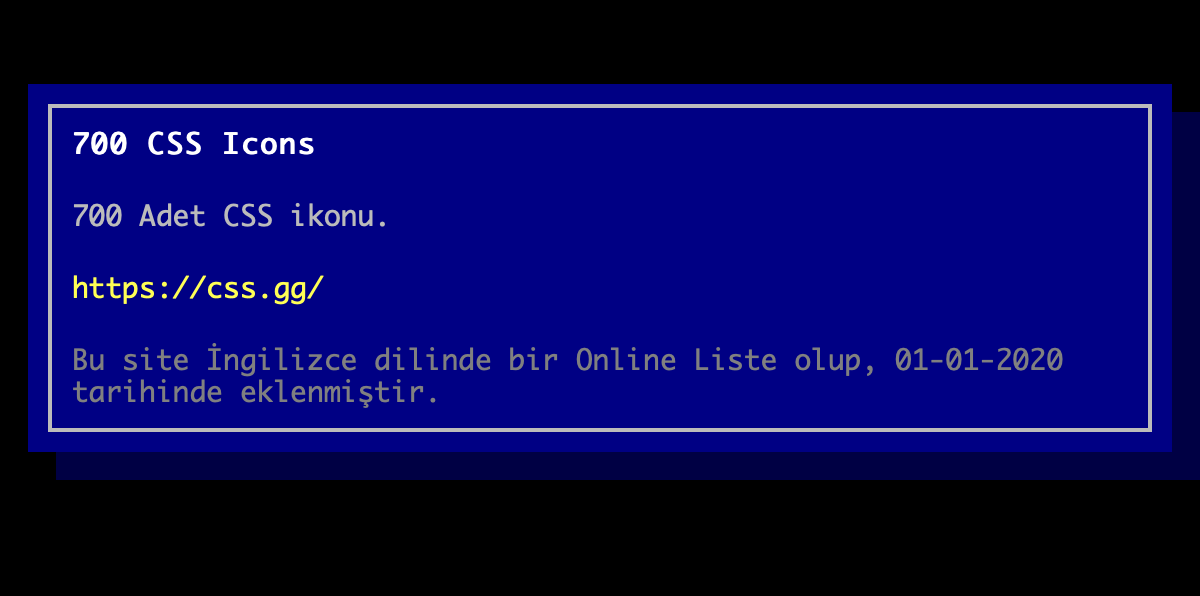 700 CSS Icons
700 Adet CSS ikonu.
https://css.gg/
Bu site İngilizce dilinde bir Online Liste olup, 01-01-2020
tarihinde eklenmiştir.